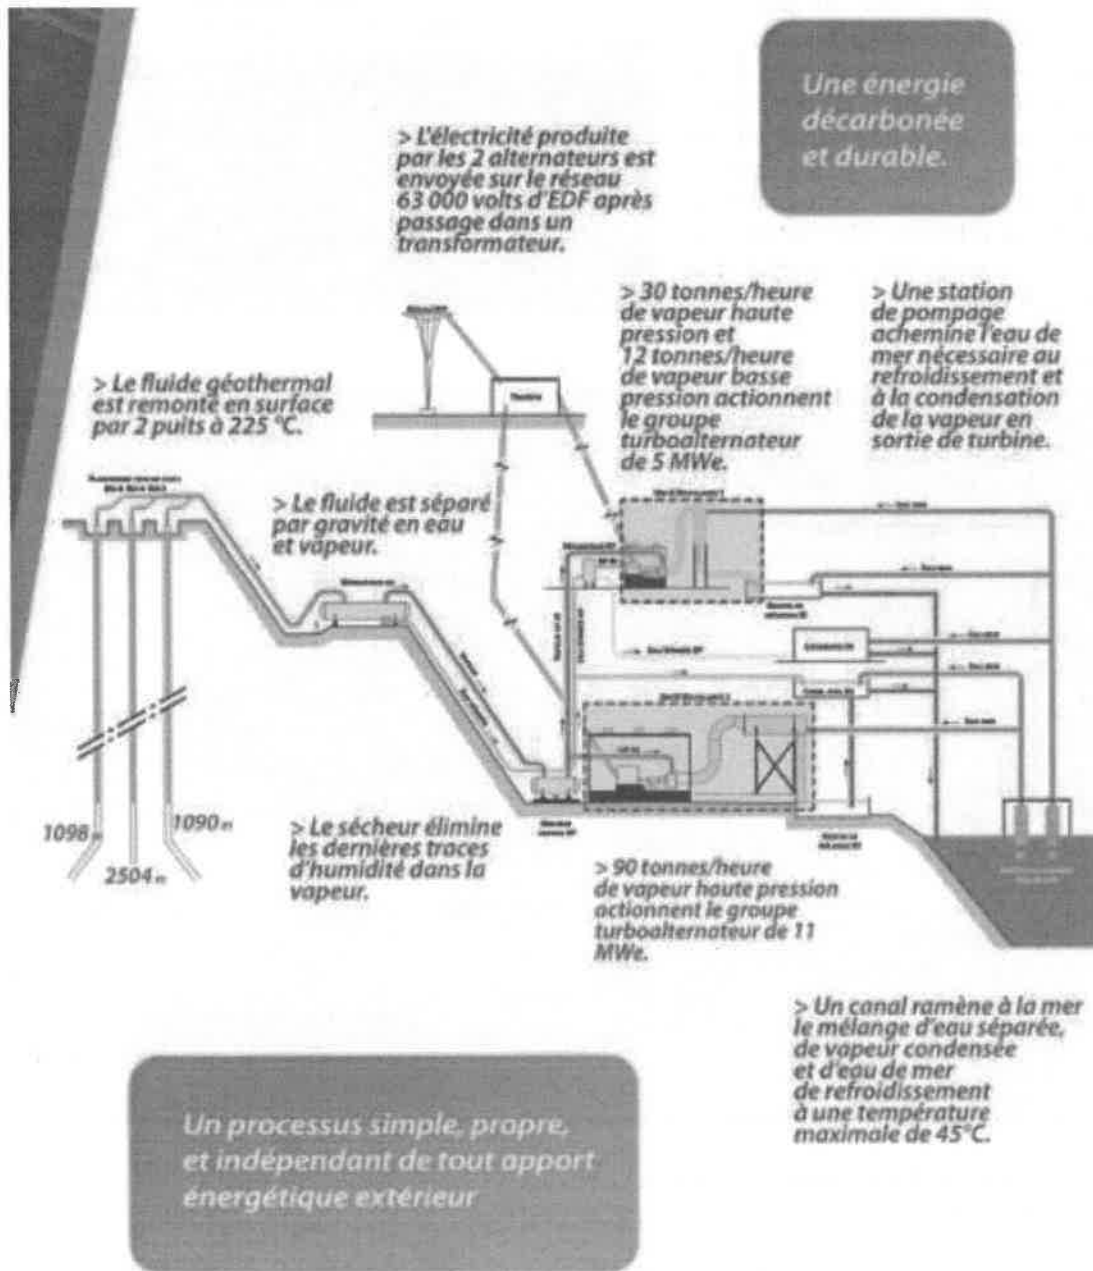 Une énergie
décarbonée
et durable.
> L'électricité produite
par les 2 alternateurs est
envoyée sur le réseau
63 000 volts d'EDF après
passage dans un
transformateur.
> 30 tonnes/heure
de vapeur haute
pression et
12 tonnes/heure
de vapeur basse
pression actionnent
le groupe
turboalternateur
de 5 MWe.
> Une station
de pompage
achemine l'eau de
mer nécessaire au
refroidissement et
à la condensation
de la vapeur en
sortie de turbine.
> Le fluide géothermal
est remonté en surface
par 2 puits à 225 °C.
> Le fluide est séparé
par gravité en eau
et vapeur.
1098 m
1090 m
2504 m
> Le sécheur élimine
les dernières traces
d'humidité dans la
vapeur.
> 90 tonnes/heure
de vapeur haute pression
actionnent le groupe
turboalternateur de 11
MWe.
> Un canal ramène à la mer
le mélange d'eau séparée,
de vapeur condensée
et d'eau de mer
de refroidissement
à une température
maximale de 45°C.
Un processus simple, propre,
et indépendant de tout apport
énergétique extérieur